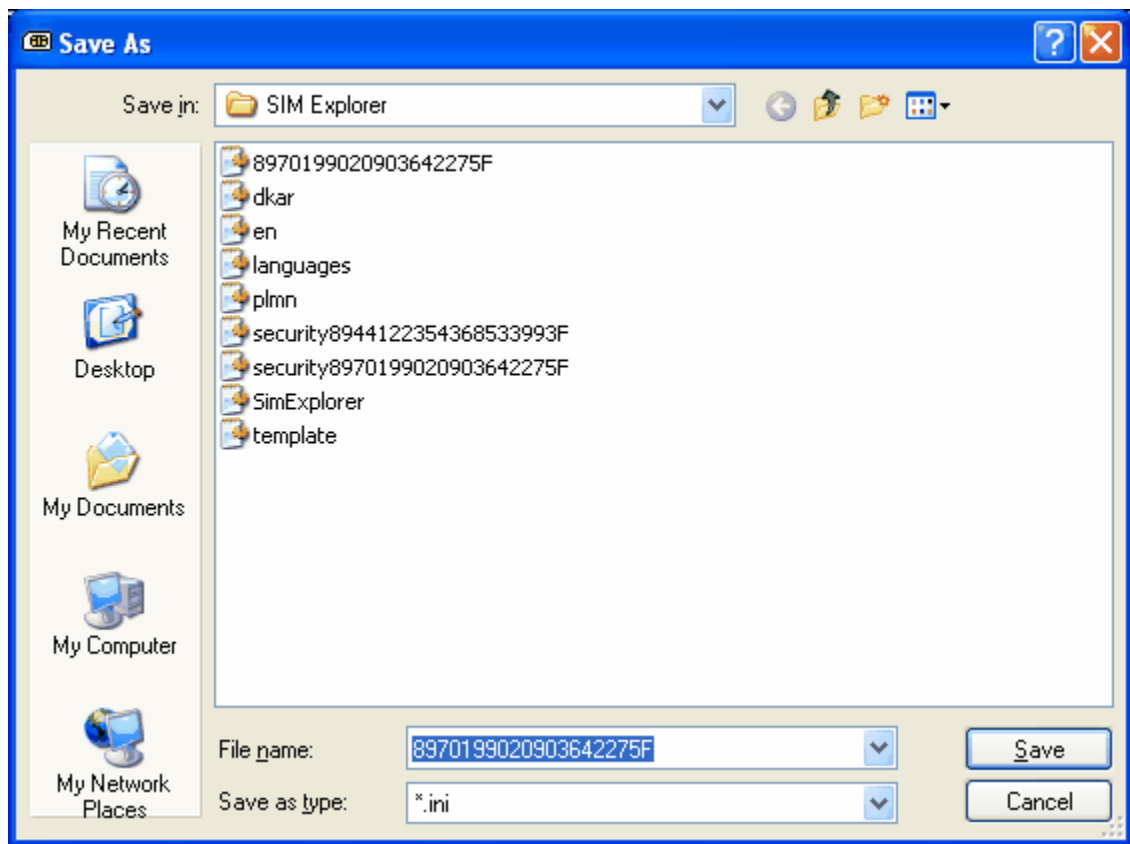 Save As
Save in: SIM Explorer
8970199020903642275F
dkar
en
languages
plmn
security8944122354368533993F
security8970199020903642275F
SimExplorer
template
My Recent
Documents
Desktop
My Documents
My Computer
My Network
Places
File name: 8970199020903642275F
Save
Save as type: *.ini
Cancel